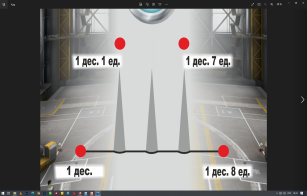 1 дес. 1 ед.
1 дес. 7 ед.
1 дес.
1 дес. 8 ед.